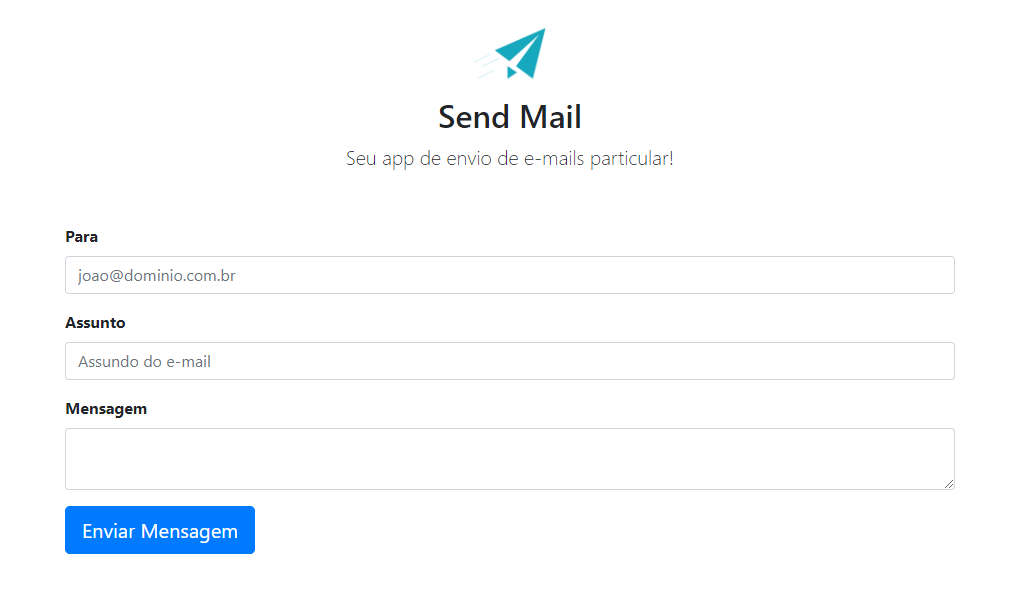 Send Mail
Seu app de envio de e-mails particular!
Para
joao@dominio.com.br
Assunto
Assundo do e-mail
Mensagem
Enviar Mensagem